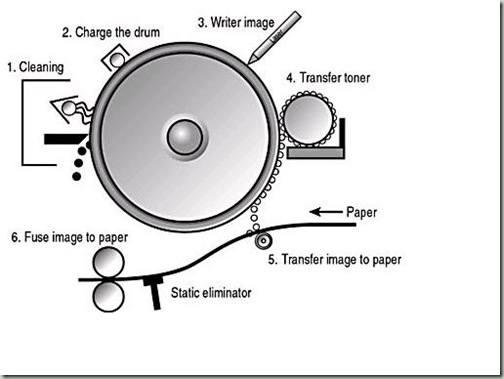 3. Writer image
2. Charge the drum
Laser
1. Cleaning
4. Transfer toner
Paper
6. Fuse image to paper
5. Transfer image to paper
Static eliminator